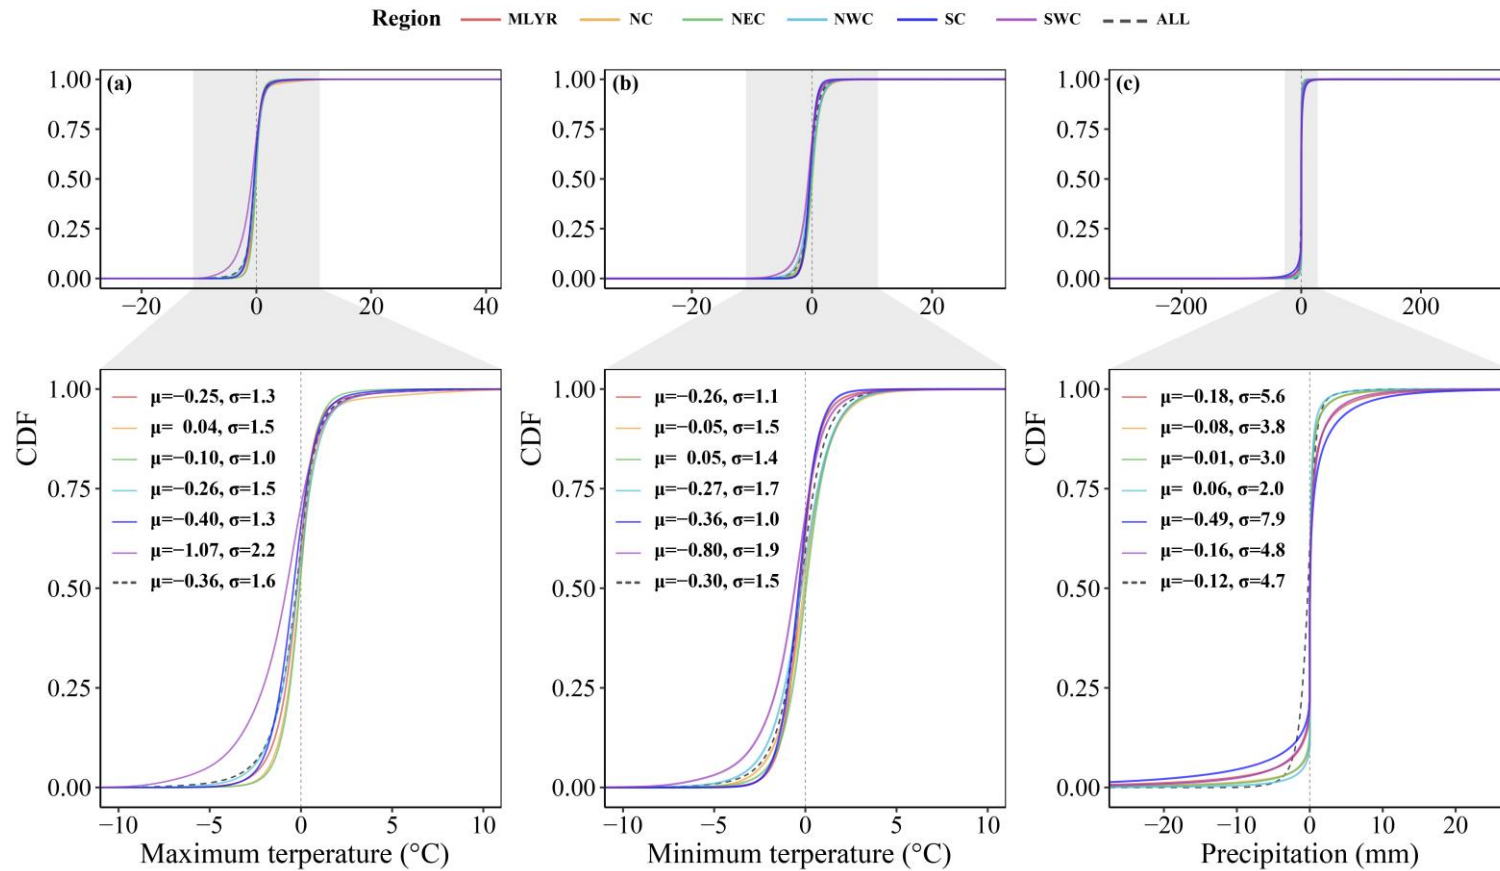 Region MLYR NC NEC NWC SC SWC ALL
(a)
1.00
0.75
0.50
0.25
0.00
−20 0 20 40
(b)
1.00
0.75
0.50
0.25
0.00
−20 0 20
(c)
1.00
0.75
0.50
0.25
0.00
−200 0 200
CDF
1.00
0.75
0.50
0.25
0.00
μ=−0.25, σ=1.3
μ= 0.04, σ=1.5
μ=−0.10, σ=1.0
μ=−0.26, σ=1.5
μ=−0.40, σ=1.3
μ=−1.07, σ=2.2
μ=−0.36, σ=1.6
−10 −5 0 5 10
Maximum terperature (°C)
CDF
1.00
0.75
0.50
0.25
0.00
μ=−0.26, σ=1.1
μ=−0.05, σ=1.5
μ= 0.05, σ=1.4
μ=−0.27, σ=1.7
μ=−0.36, σ=1.0
μ=−0.80, σ=1.9
μ=−0.30, σ=1.5
−10 −5 0 5 10
Minimum terperature (°C)
CDF
1.00
0.75
0.50
0.25
0.00
μ=−0.18, σ=5.6
μ=−0.08, σ=3.8
μ=−0.01, σ=3.0
μ= 0.06, σ=2.0
μ=−0.49, σ=7.9
μ=−0.16, σ=4.8
μ=−0.12, σ=4.7
−20 −10 0 10 20
Precipitation (mm)